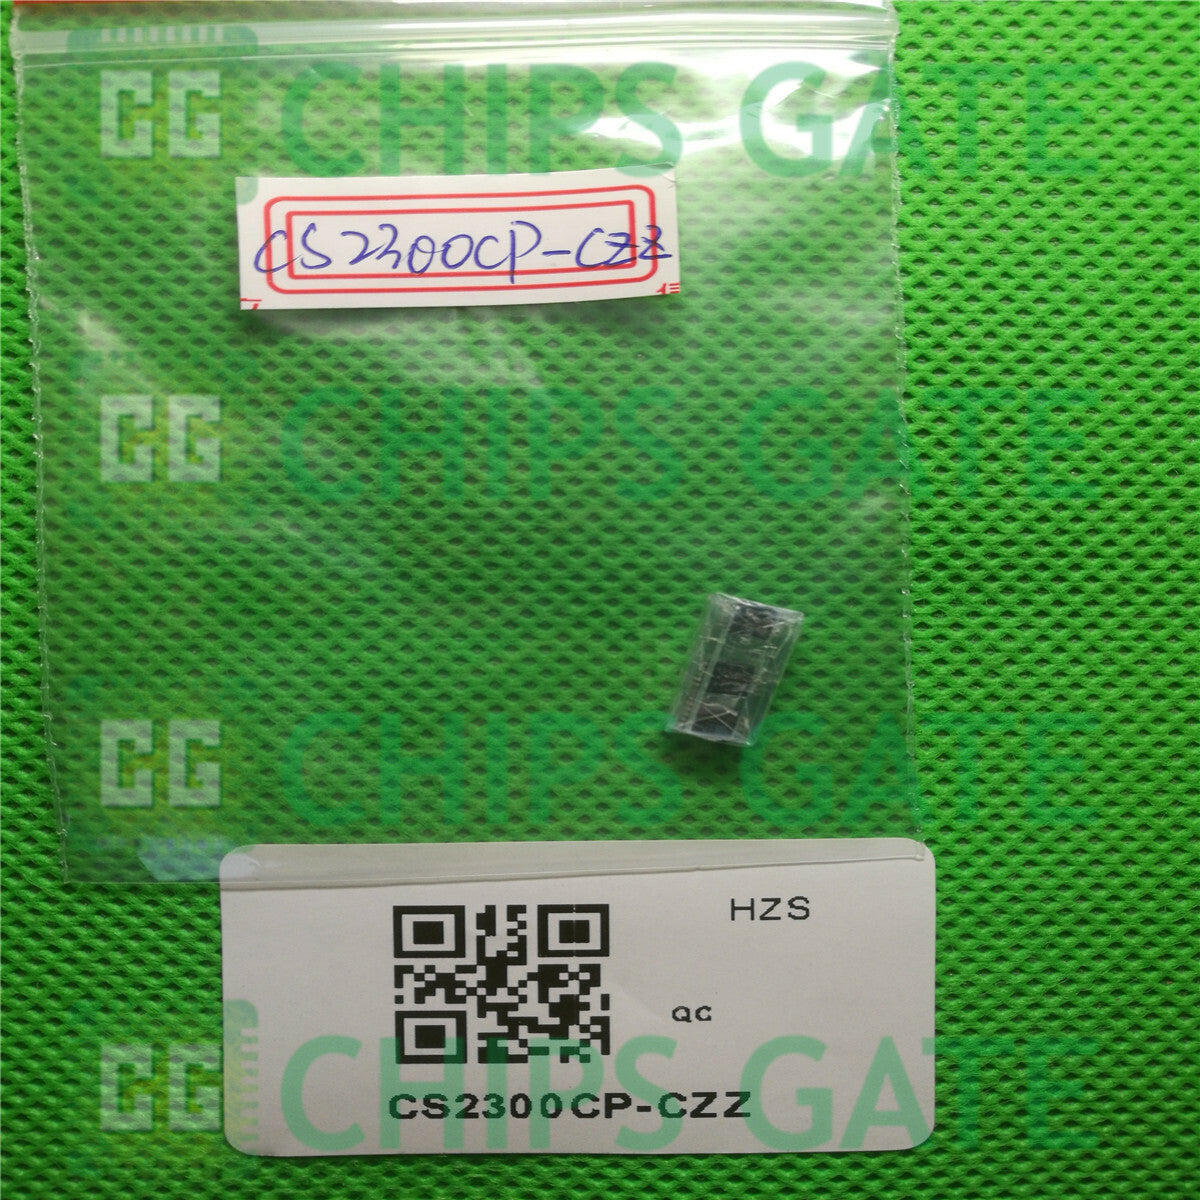 CG CHIPS GATE
CS2300CP-CZZ
CG CHIPS GATE
CG CHIPS GATE
HZS
QC
CG CHIPS GATE
CS2300CP-CZZ